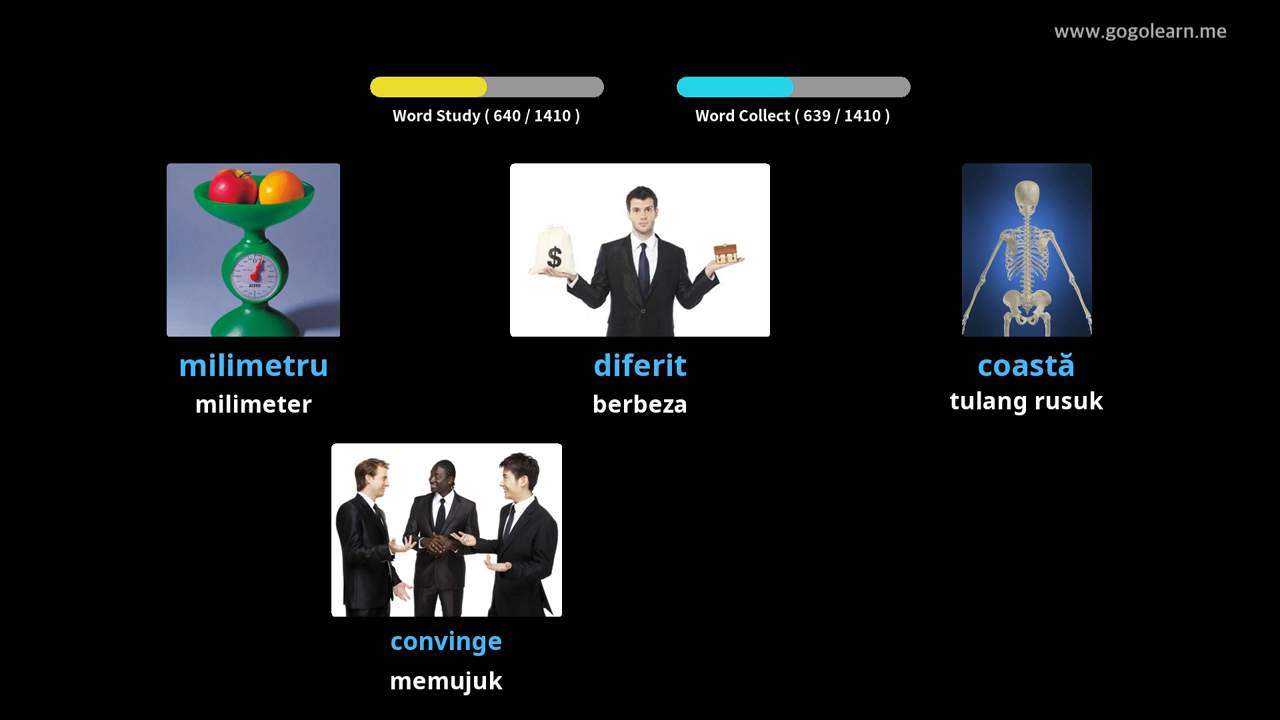 www.gogolearn.me
Word Study ( 640 / 1410 )
Word Collect ( 639 / 1410 )
$
milimetru
milimeter
diferit
berbeza
coastă
tulang rusuk
convinge
memujuk